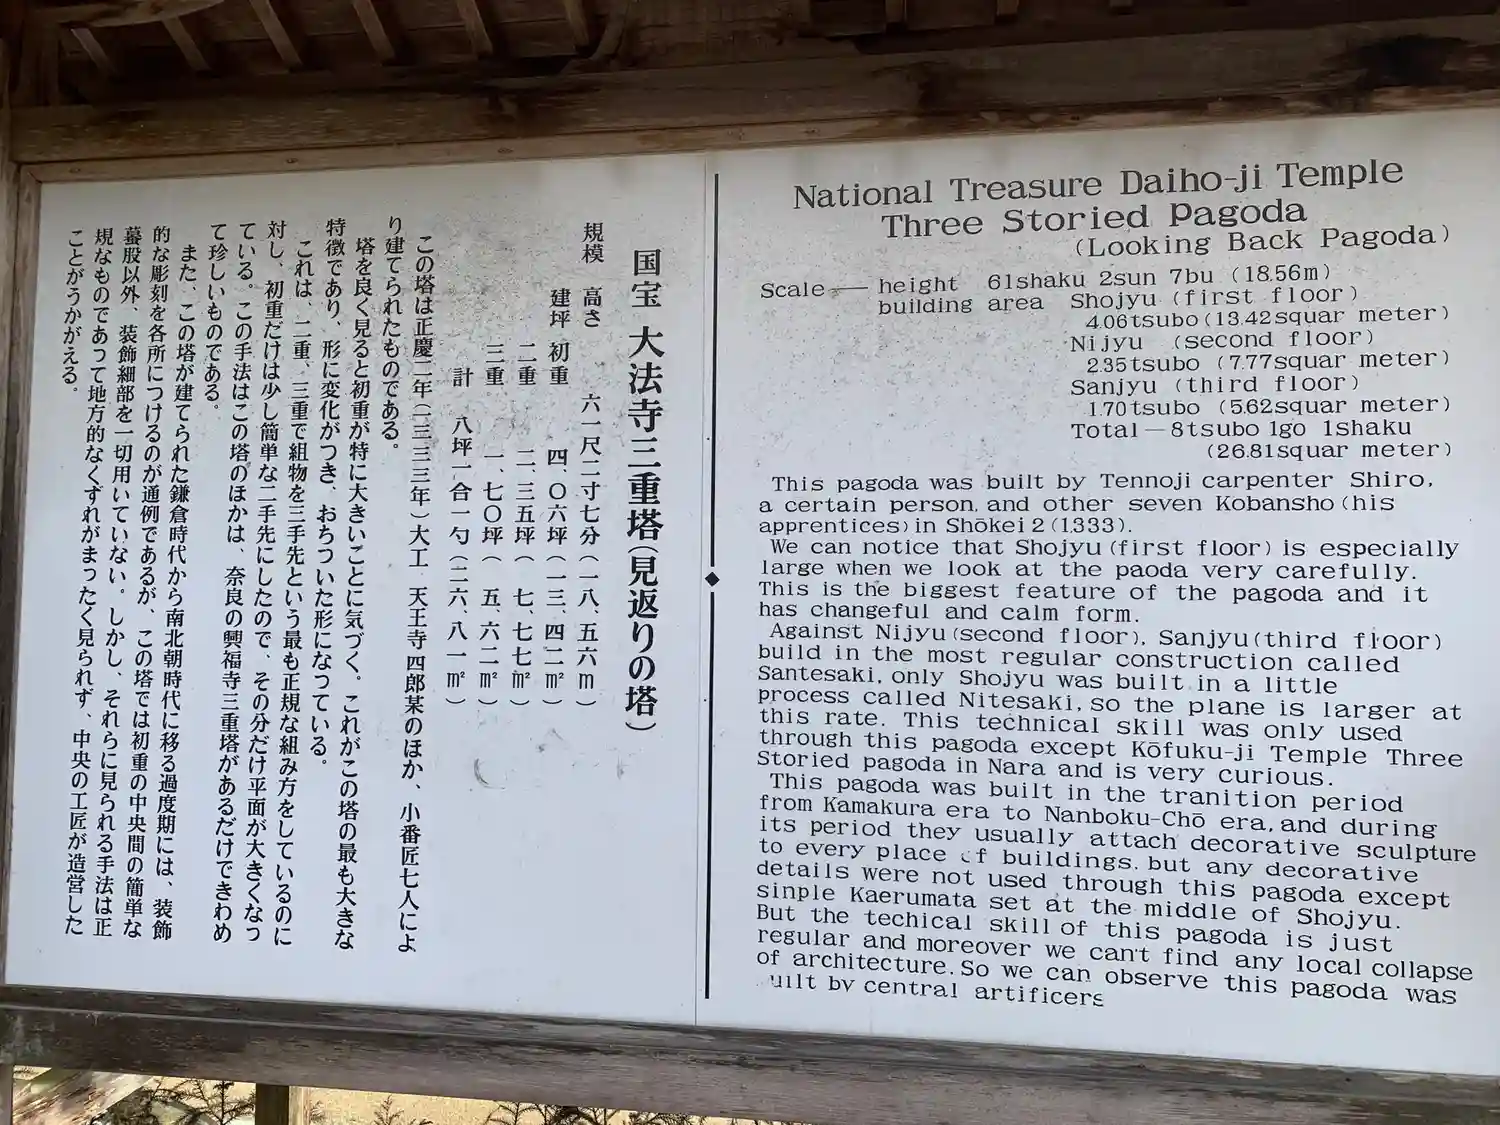 国宝 大法寺三重塔(見返りの塔)
規模 高さ 六一尺二寸七分(一八、五六m)
建坪 初重 四、〇六坪(一三、四二㎡)
二重 二、三五坪( 七、七七㎡)
三重 一、七〇坪( 五、六二㎡)
計 八坪一合一勺(二六、八一㎡)
この塔は正慶二年(一三三三年)大工 天王寺四郎某のほか、小番匠七人によ
り建てられたものである。
塔を良く見ると初重が特に大きいことに気づく。これがこの塔の最も大きな
特徴であり、形に変化がつき、おちついた形になっている。
これは、二重、三重で組物を三手先という最も正規な組み方をしているのに
対し、初重だけは少し簡単な二手先にしたので、その分だけ平面が大きくなっ
ている。この手法はこの塔のほかは、奈良の興福寺三重塔があるだけできわめ
て珍しいものである。
また、この塔が建てられた鎌倉時代から南北朝時代に移る過度期には、装飾
的な彫刻を各所につけるのが通例であるが、この塔では初重の中央間の簡単な
蟇股以外、装飾細部を一切用いていない。しかし、それらに見られる手法は正
規なものであって地方的なくずれがまったく見られず、中央の工匠が造営した
ことがうかがえる。
National Treasure Daiho-ji Temple
Three Storied Pagoda
(Looking Back Pagoda)
Scale — height 61shaku 2sun 7bu (18.56m)
building area Shojyu (first floor)
4.06tsubo (13.42squar meter)
Nijyu (second floor)
2.35tsubo (7.77squar meter)
Sanjyu (third floor)
1.70tsubo (5.62squar meter)
Total — 8tsubo 1go 1shaku
(26.81squar meter)
This pagoda was built by Tennoji carpenter Shiro,
a certain person, and other seven Kobansho (his
apprentices) in Shōkei 2 (1333).
We can notice that Shojyu (first floor) is especially
large when we look at the paoda very carefully.
This is the biggest feature of the pagoda and it
has changeful and calm form.
Against Nijyu (second floor), Sanjyu (third floor)
build in the most regular construction called
Santesaki, only Shojyu was built in a little
process called Nitesaki, so the plane is larger at
this rate. This technical skill was only used
through this pagoda except Kōfuku-ji Temple Three
Storied pagoda in Nara and is very curious.
This pagoda was built in the tranition period
from Kamakura era to Nanboku-Chō era, and during
its period they usually attach decorative sculpture
to every place of buildings, but any decorative
details were not used through this pagoda except
sinple Kaerumata set at the middle of Shojyu.
But the techical skill of this pagoda is just
regular and moreover we can't find any local collapse
of architecture. So we can observe this pagoda was
uilt by central artificers